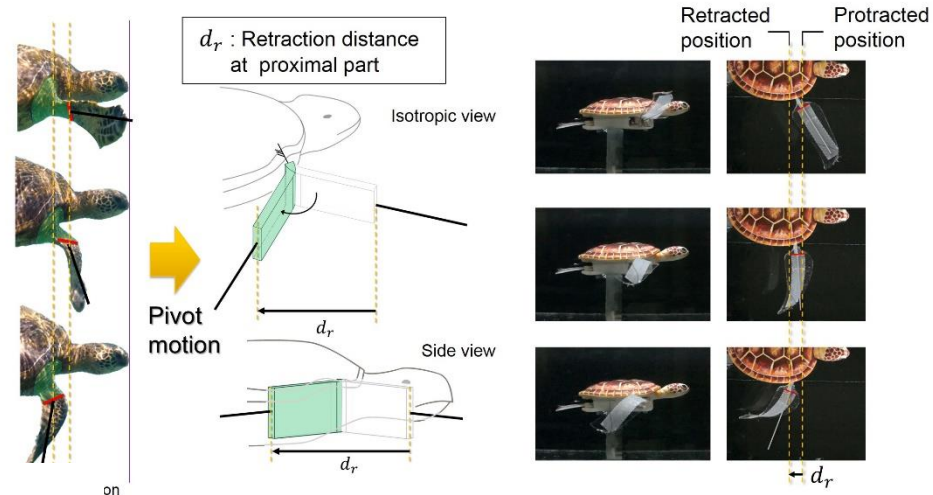 d_r : Retraction distance
at proximal part
Isotropic view
Pivot
motion
d_r
Side view
d_r
on
Retracted
position
Protracted
position
d_r